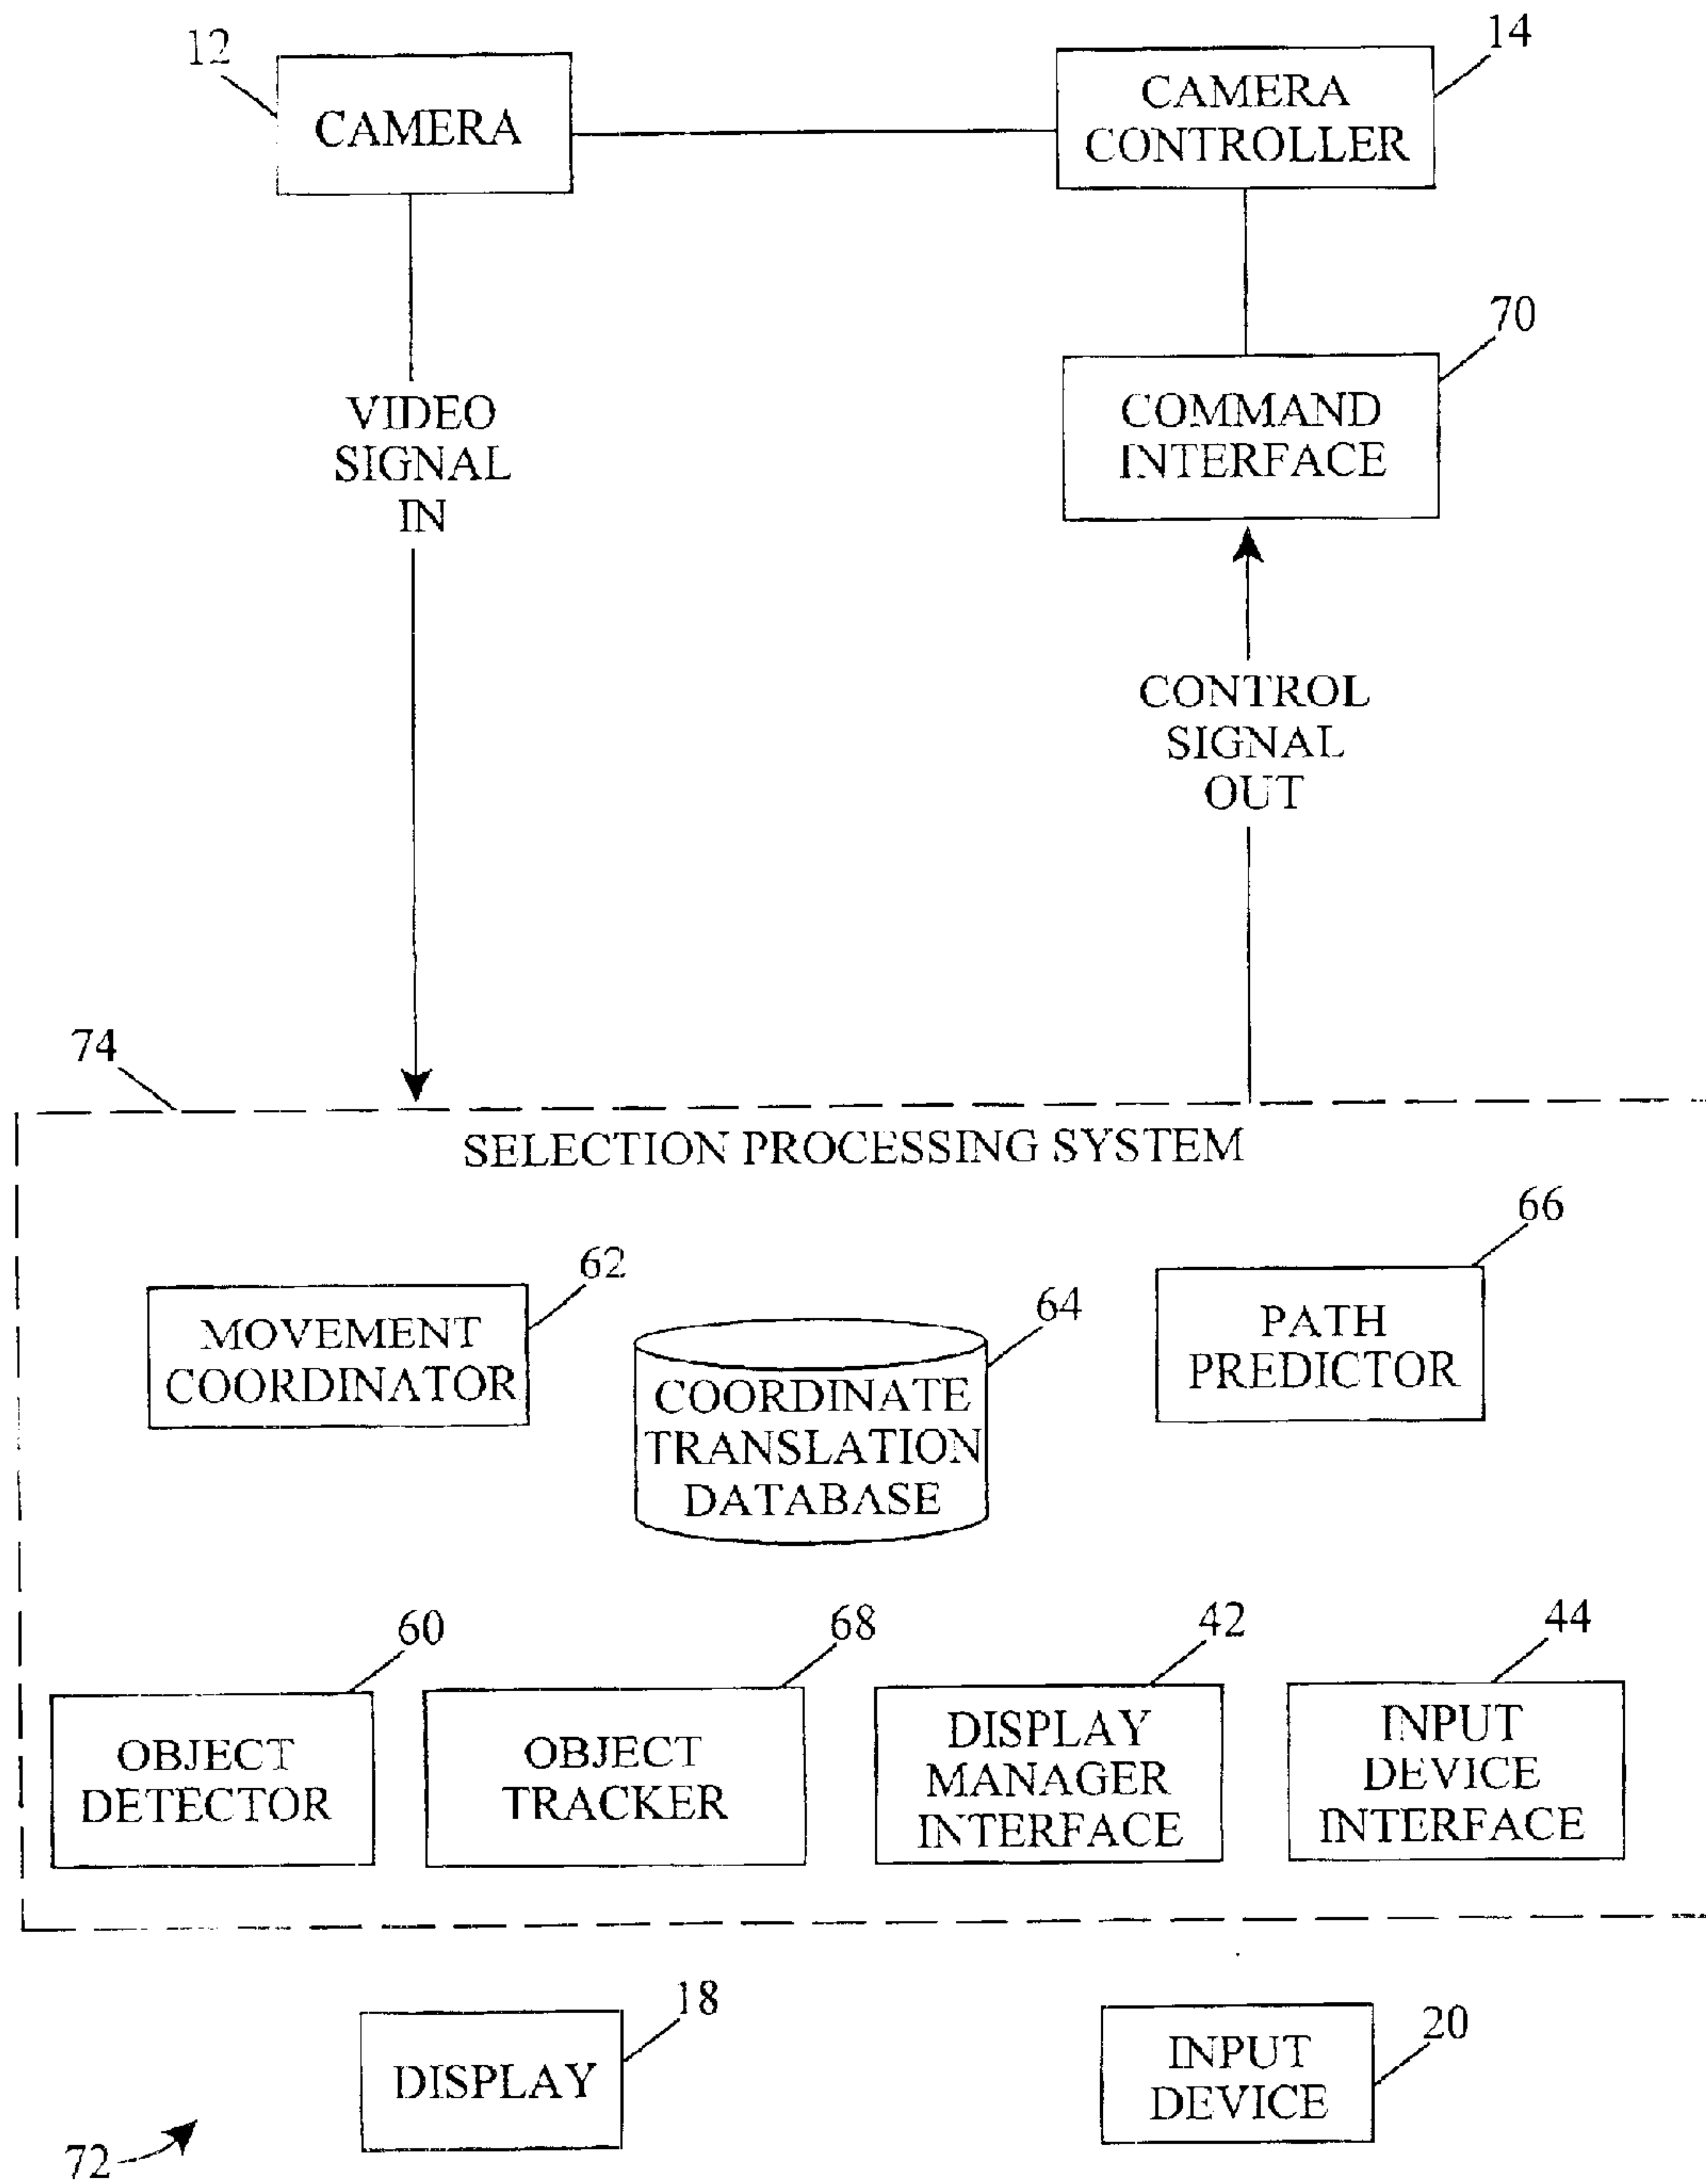 12
CAMERA
14
CAMERA
CONTROLLER
70
COMMAND
INTERFACE
VIDEO
SIGNAL
IN
CONTROL
SIGNAL
OUT
74
SELECTION PROCESSING SYSTEM
62
MOVEMENT
COORDINATOR
64
COORDINATE
TRANSLATION
DATABASE
66
PATH
PREDICTOR
60
OBJECT
DETECTOR
68
OBJECT
TRACKER
42
DISPLAY
MANAGER
INTERFACE
44
INPUT
DEVICE
INTERFACE
18
DISPLAY
20
INPUT
DEVICE
72